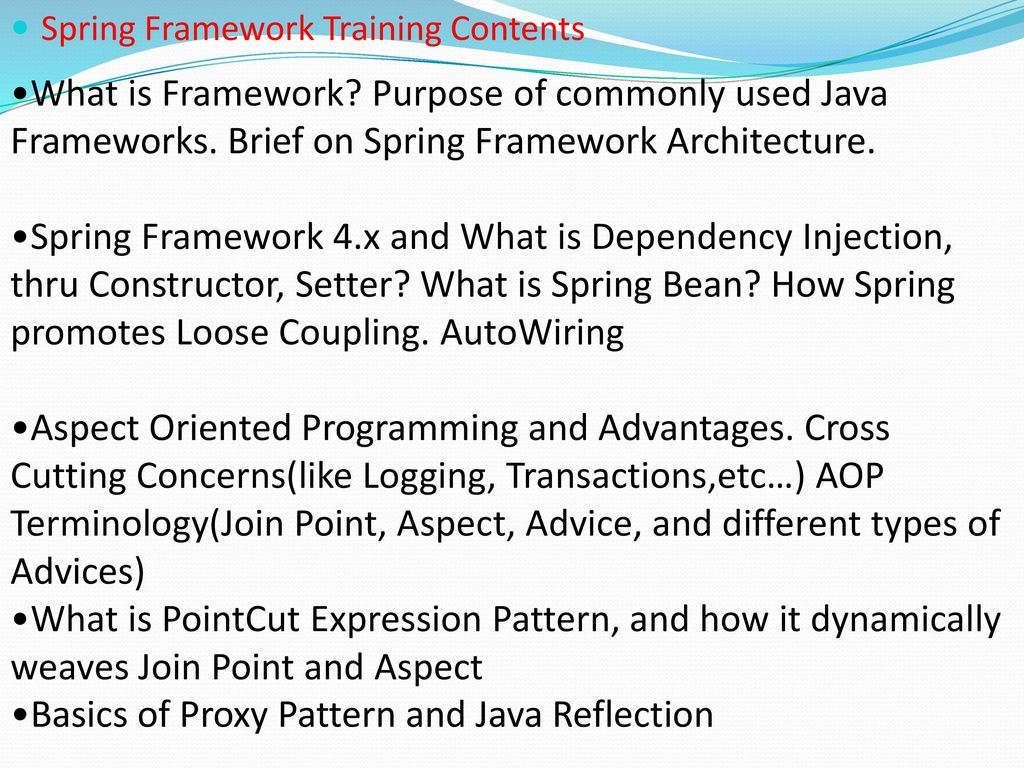 • Spring Framework Training Contents
•What is Framework? Purpose of commonly used Java
Frameworks. Brief on Spring Framework Architecture.
•Spring Framework 4.x and What is Dependency Injection,
thru Constructor, Setter? What is Spring Bean? How Spring
promotes Loose Coupling. AutoWiring
•Aspect Oriented Programming and Advantages. Cross
Cutting Concerns(like Logging, Transactions,etc…) AOP
Terminology(Join Point, Aspect, Advice, and different types of
Advices)
•What is PointCut Expression Pattern, and how it dynamically
weaves Join Point and Aspect
•Basics of Proxy Pattern and Java Reflection